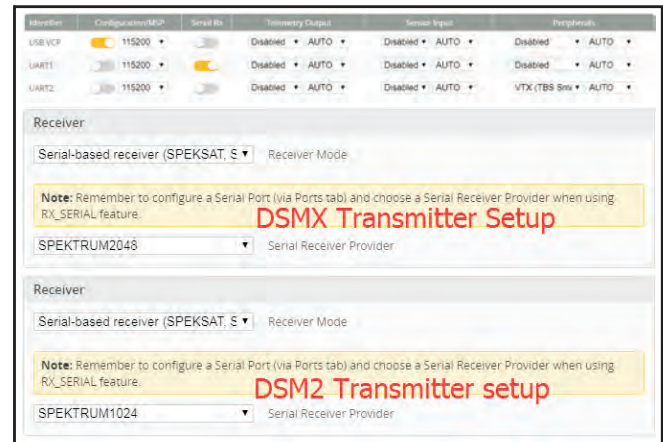 Identifier Configuration/MSP Serial Rx Telemetry Output Sensor Input Peripherals
USB VCP 115200 Disabled AUTO Disabled AUTO Disabled AUTO
UART1 115200 Disabled AUTO Disabled AUTO Disabled AUTO
UART2 115200 Disabled AUTO Disabled AUTO VTX (TBS Sm AUTO
Receiver
Serial-based receiver (SPEKSAT, S Receiver Mode
Note: Remember to configure a Serial Port (via Ports tab) and choose a Serial Receiver Provider when using
RX_SERIAL feature.
DSMX Transmitter Setup
SPEKTRUM2048 Serial Receiver Provider
Receiver
Serial-based receiver (SPEKSAT, S Receiver Mode
Note: Remember to configure a Serial Port (via Ports tab) and choose a Serial Receiver Provider when using
RX_SERIAL feature.
DSM2 Transmitter setup
SPEKTRUM1024 Serial Receiver Provider